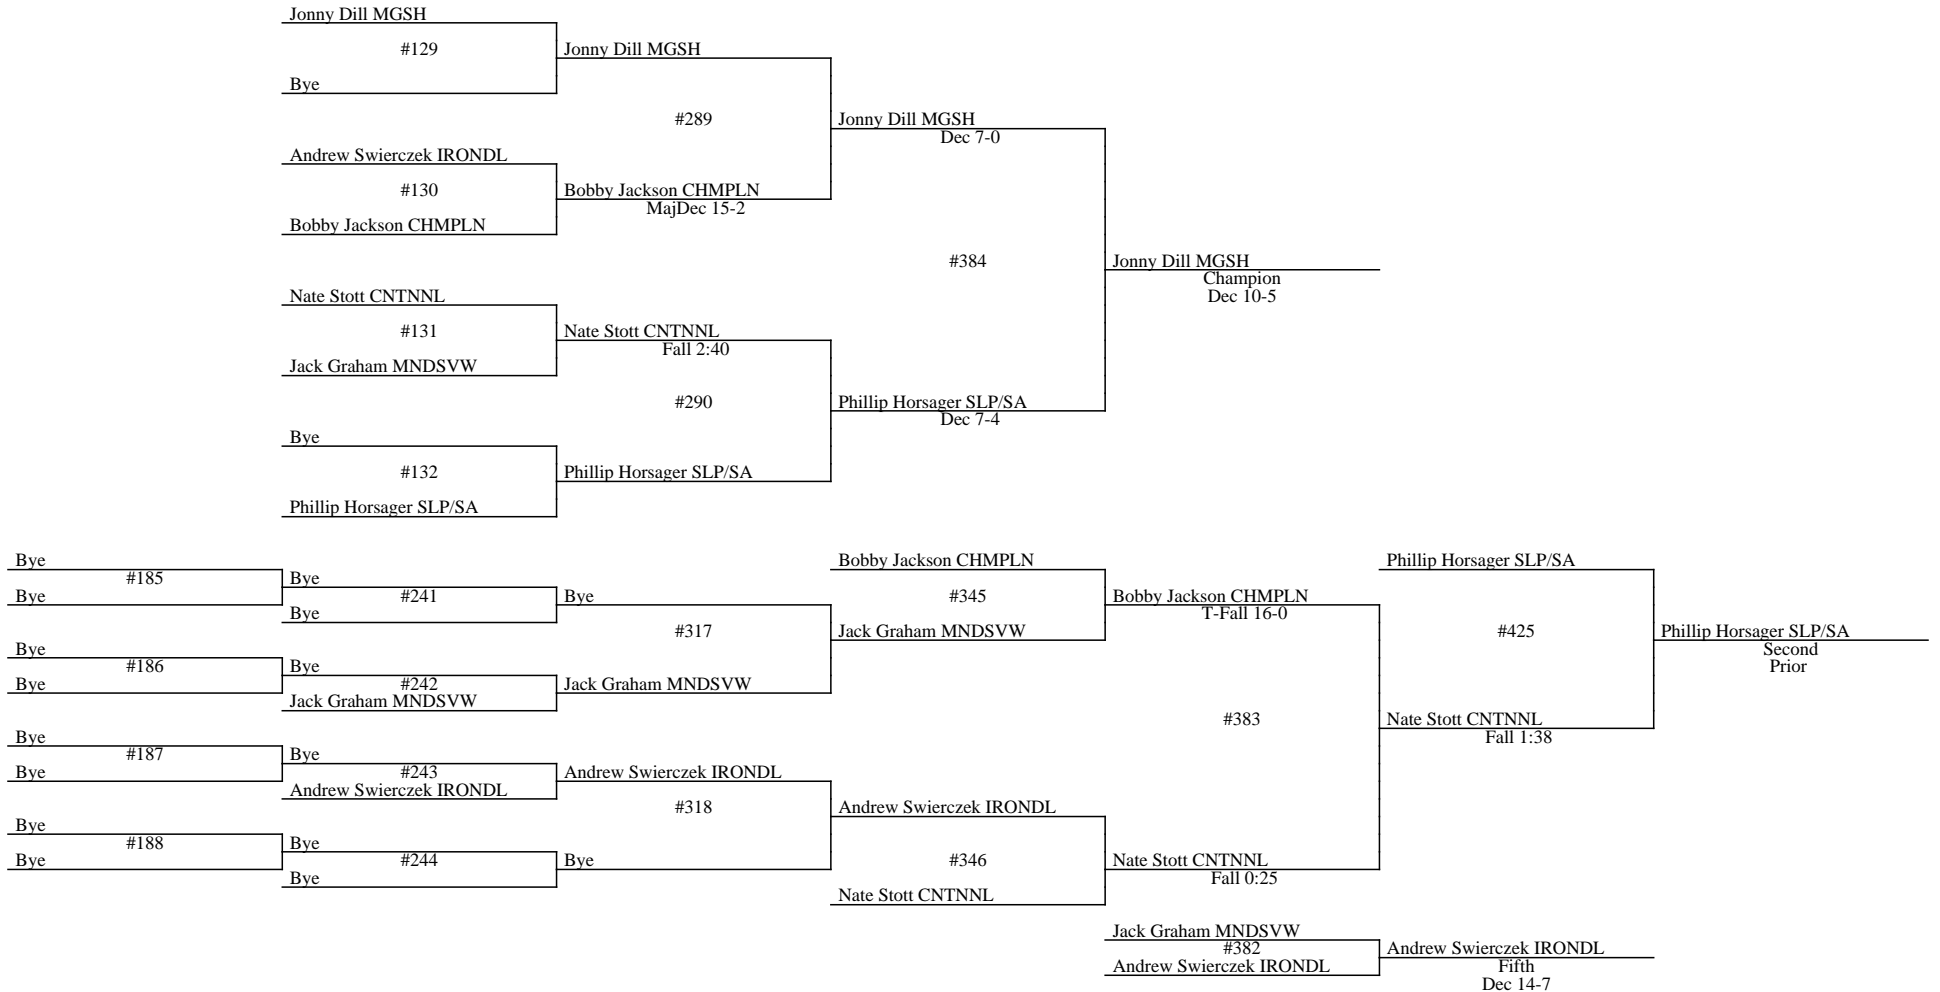 Jonny Dill MGSH
#129
Jonny Dill MGSH
Bye
#289
Jonny Dill MGSH
Dec 7-0
Andrew Swierczek IRONDL
#130
Bobby Jackson CHMPLN
MajDec 15-2
Bobby Jackson CHMPLN
#384
Jonny Dill MGSH
Champion
Dec 10-5
Nate Stott CNTNNL
#131
Nate Stott CNTNNL
Fall 2:40
Jack Graham MNDSVW
#290
Phillip Horsager SLP/SA
Dec 7-4
Bye
#132
Phillip Horsager SLP/SA
Phillip Horsager SLP/SA
Bye
#185
Bye
Bye
#241
Bye
Bye
#317
Bye
#186
Bye
Bye
#242
Jack Graham MNDSVW
Jack Graham MNDSVW
Bobby Jackson CHMPLN
#345
Jack Graham MNDSVW
Bobby Jackson CHMPLN
T-Fall 16-0
Phillip Horsager SLP/SA
#425
Phillip Horsager SLP/SA
Second
Prior
#383
Nate Stott CNTNNL
Fall 1:38
Bye
#187
Bye
Bye
#243
Andrew Swierczek IRONDL
Andrew Swierczek IRONDL
#318
Andrew Swierczek IRONDL
Bye
#188
Bye
Bye
#244
Bye
Bye
#346
Nate Stott CNTNNL
Nate Stott CNTNNL
Fall 0:25
Jack Graham MNDSVW
#382
Andrew Swierczek IRONDL
Andrew Swierczek IRONDL
Fifth
Dec 14-7